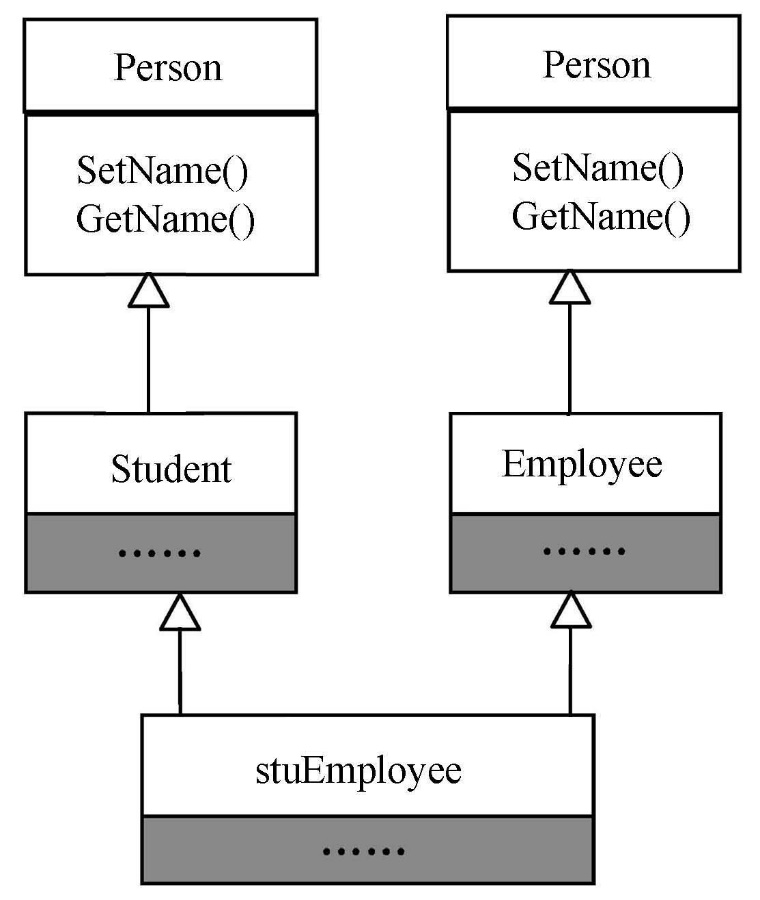 Person
SetName()
GetName()
Person
SetName()
GetName()
Student
......
Employee
......
stuEmployee
......